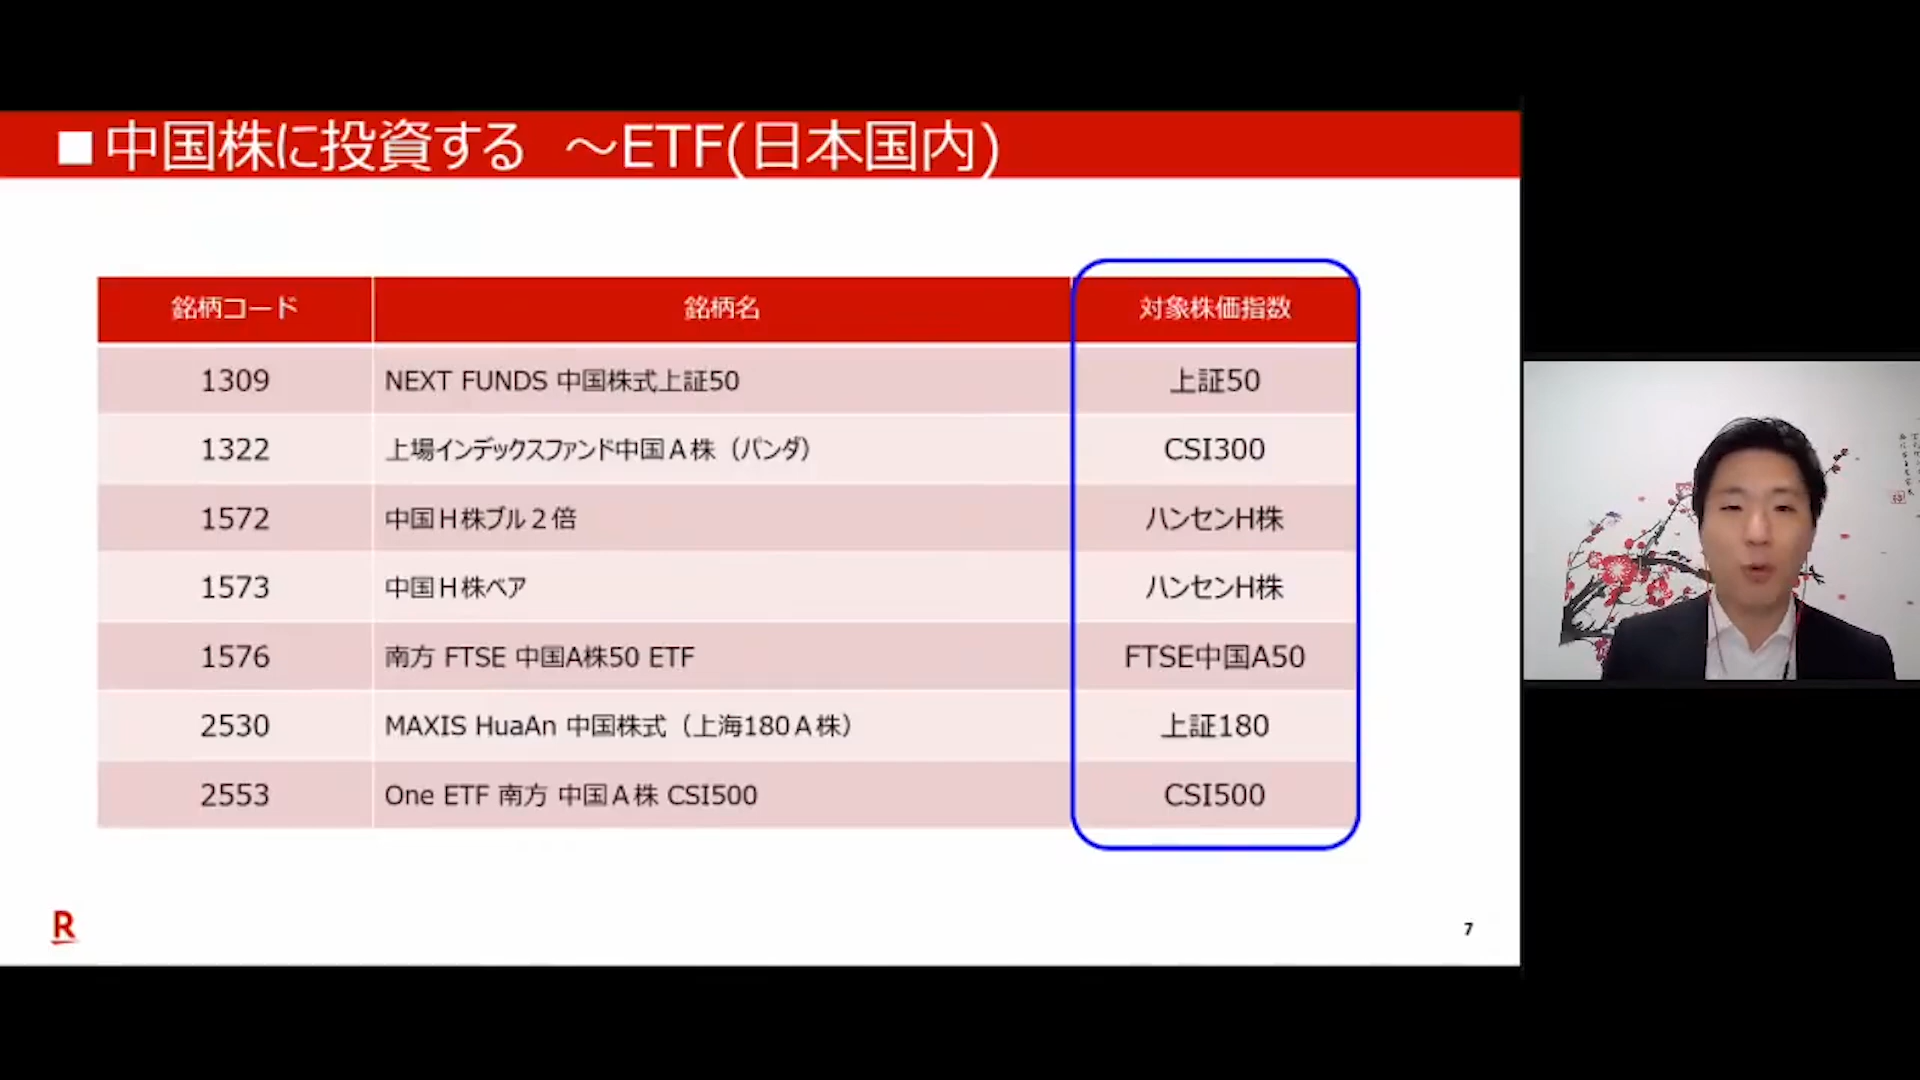 ■中国株に投資する ～ETF(日本国内)
銘柄コード 銘柄名 対象株価指数
1309 NEXT FUNDS 中国株式上証50 上証50
1322 上場インデックスファンド中国Ａ株（パンダ） CSI300
1572 中国Ｈ株ブル２倍 ハンセンH株
1573 中国Ｈ株ベア ハンセンH株
1576 南方 FTSE 中国A株50 ETF FTSE中国A50
2530 MAXIS HuaAn 中国株式（上海180Ａ株） 上証180
2553 One ETF 南方 中国Ａ株 CSI500 CSI500
R
7